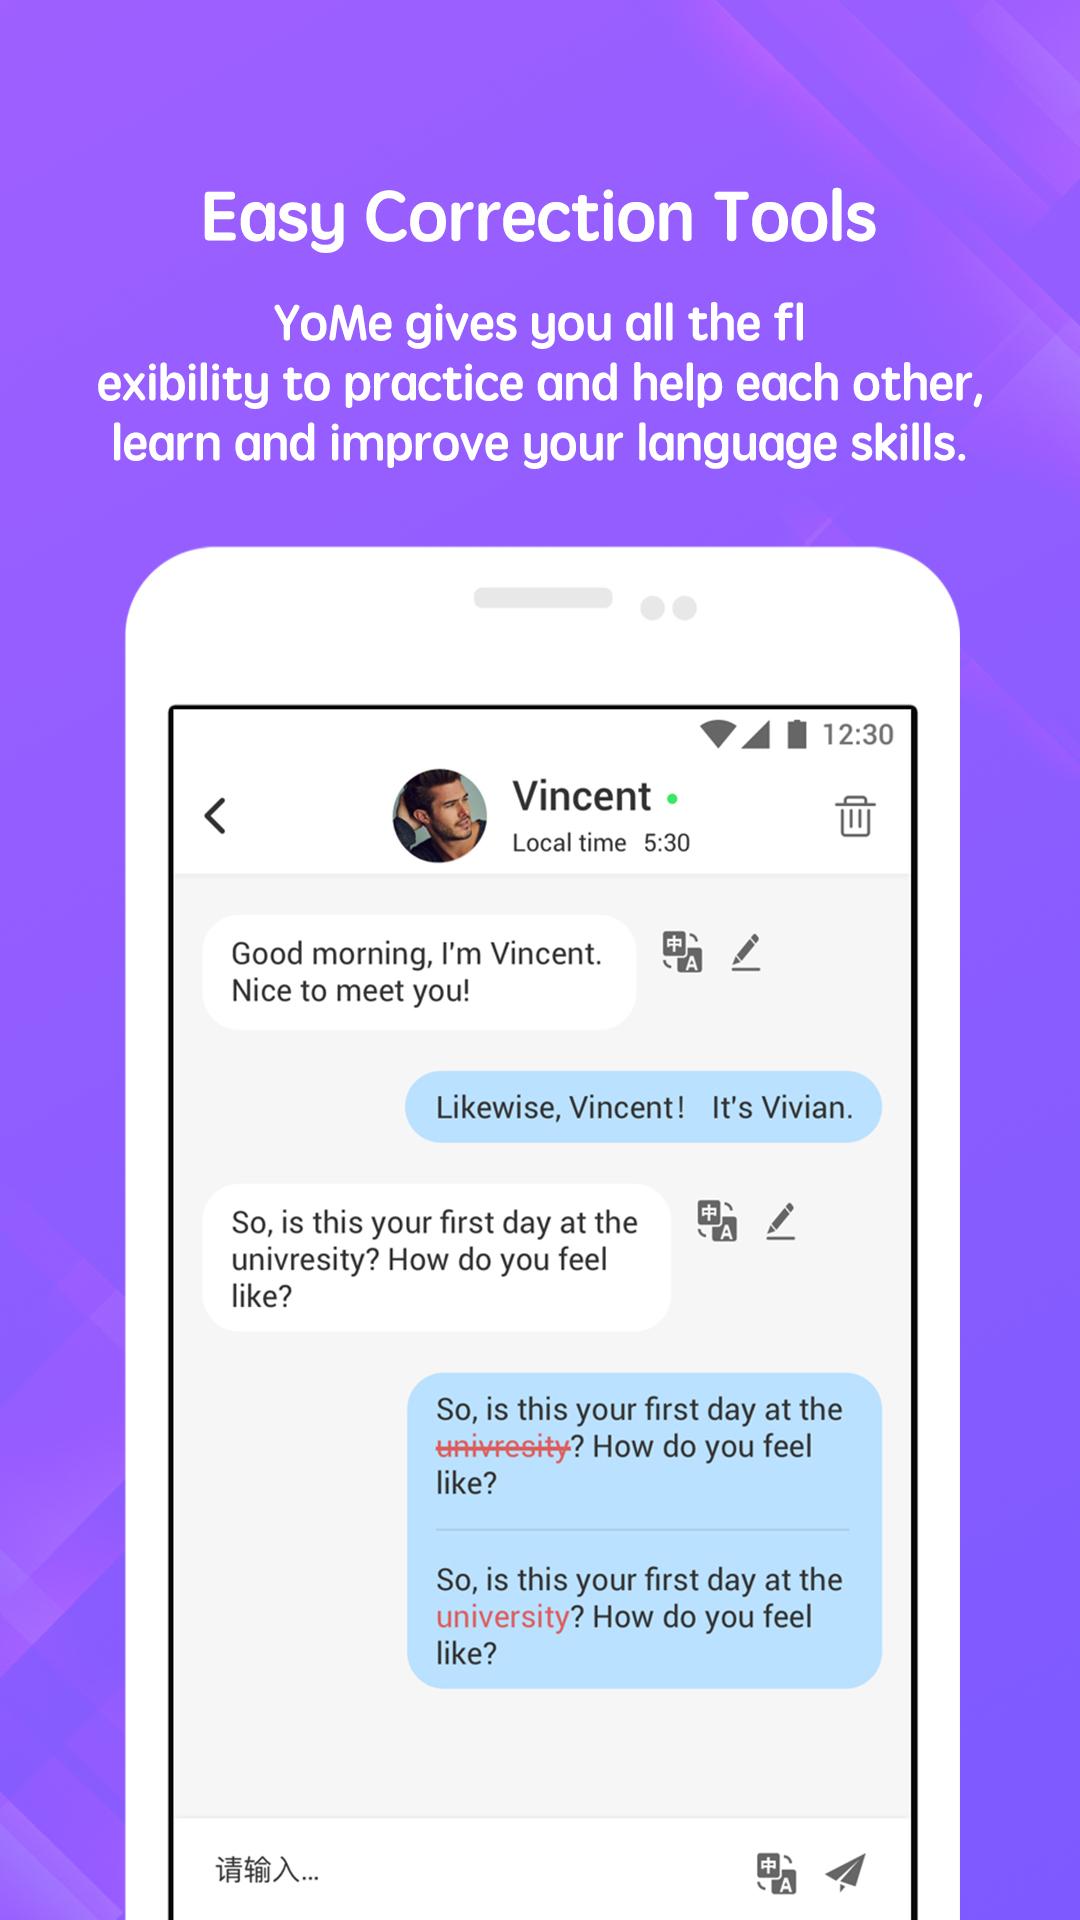 Easy Correction Tools
YoMe gives you all the fl
exibility to practice and help each other,
learn and improve your language skills.
12:30
Vincent
Local time 5:30
Good morning, I'm Vincent.
Nice to meet you!
中 A
Likewise, Vincent! It's Vivian.
So, is this your first day at the
univresity? How do you feel
like?
中 A
So, is this your first day at the
univresity? How do you feel
like?
So, is this your first day at the
university? How do you feel
like?
请输入...
中 A